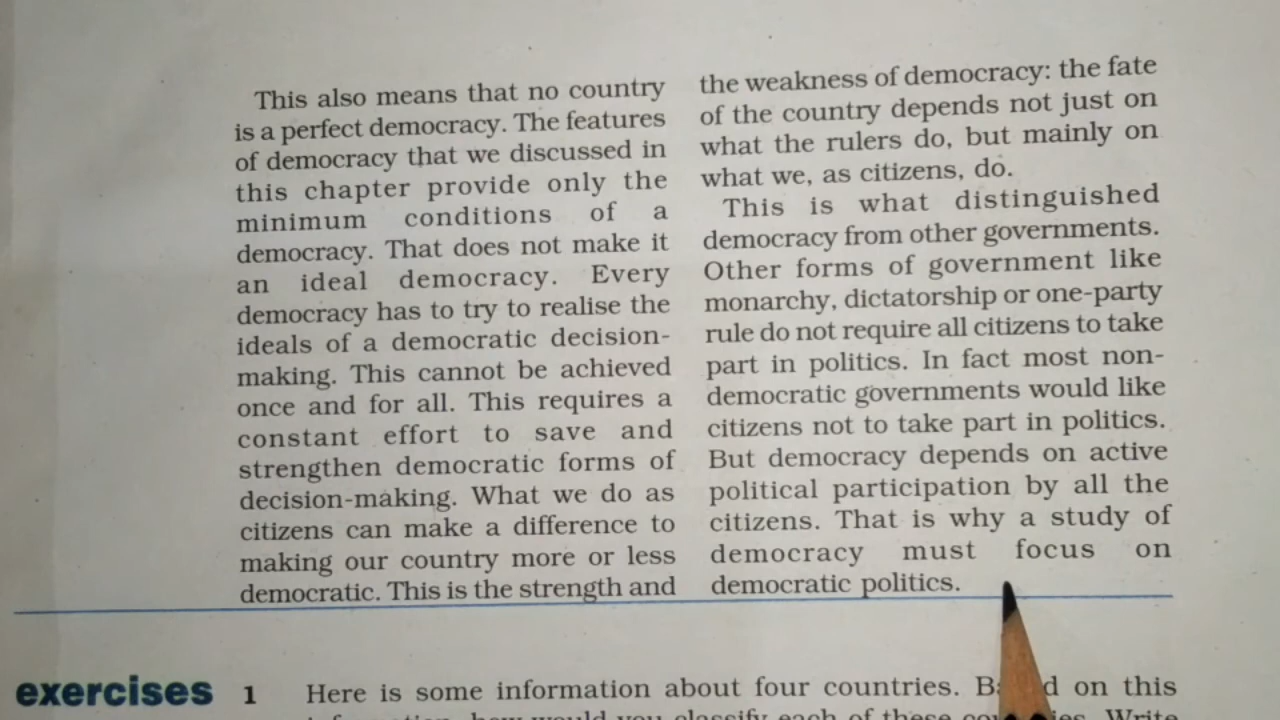 This also means that no country
is a perfect democracy. The features
of democracy that we discussed in
this chapter provide only the
minimum conditions of a
democracy. That does not make it
an ideal democracy. Every
democracy has to try to realise the
ideals of a democratic decision-
making. This cannot be achieved
once and for all. This requires a
constant effort to save and
strengthen democratic forms of
decision-making. What we do as
citizens can make a difference to
making our country more or less
democratic. This is the strength and
the weakness of democracy: the fate
of the country depends not just on
what the rulers do, but mainly on
what we, as citizens, do.
This is what distinguished
democracy from other governments.
Other forms of government like
monarchy, dictatorship or one-party
rule do not require all citizens to take
part in politics. In fact most non-
democratic governments would like
citizens not to take part in politics.
But democracy depends on active
political participation by all the
citizens. That is why a study of
democracy must focus on
democratic politics.
exercises 1 Here is some information about four countries. on this
how would you classify each of these Write